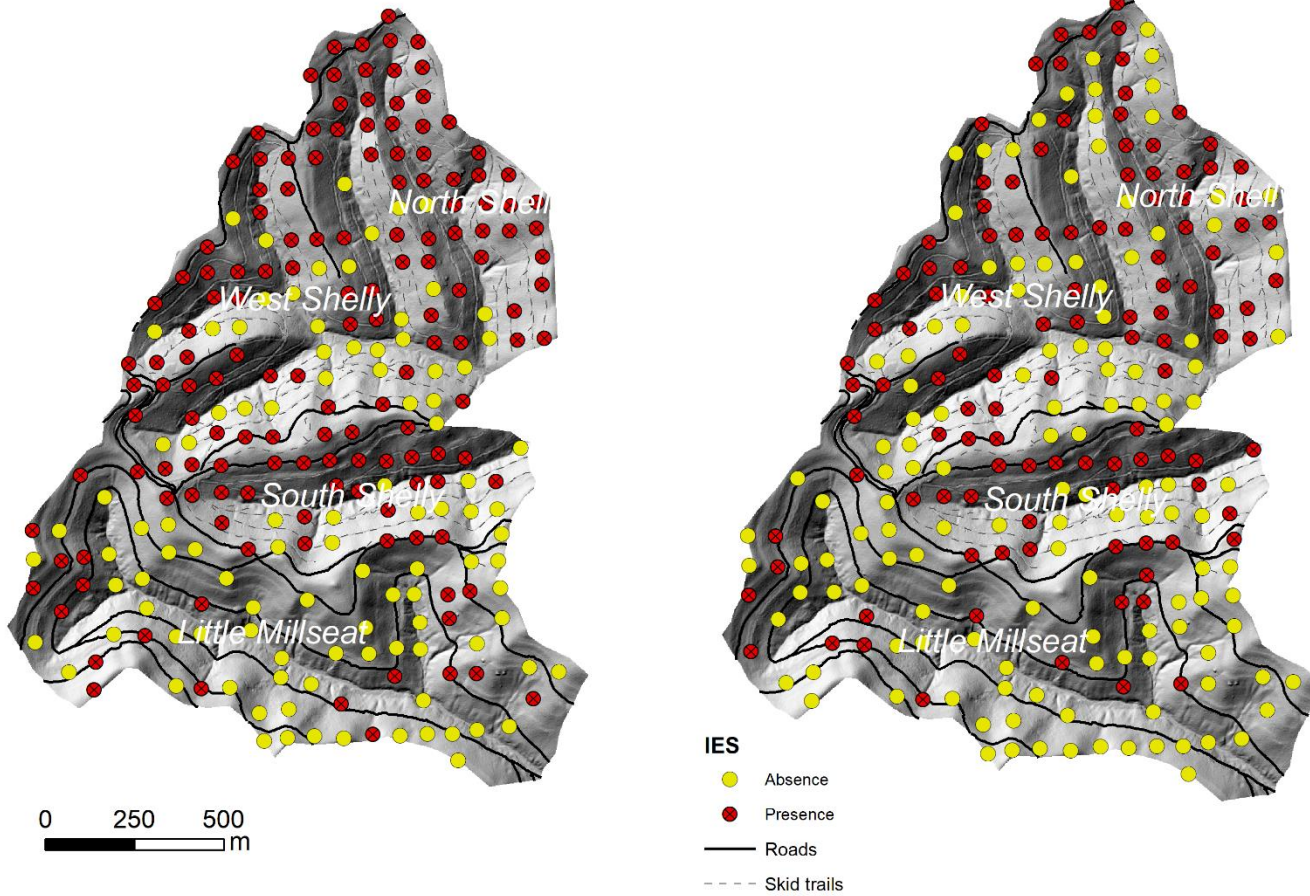 North Shell
North Shelly
West Shelly
West Shelly
South Shelly
South Shelly
Little Millseat
Little Millseat
IES
Absence
Presence
Roads
Skid trails
0 250 500
m